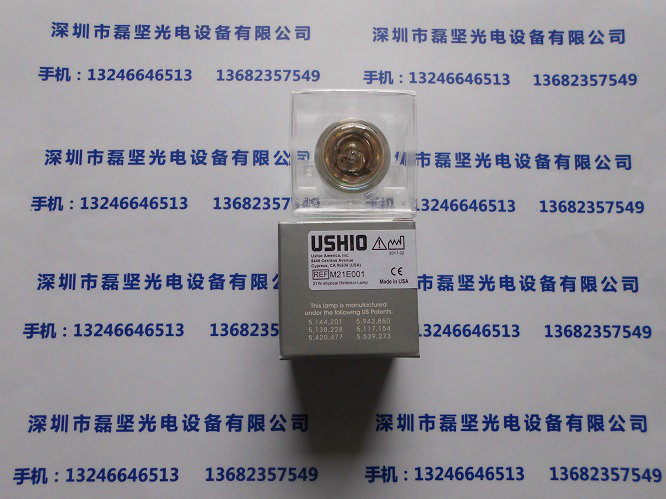 深圳市磊坚光电设备有限公司 深圳市磊坚光电设备有限公司
手机：13246646513 13682357549 手机：13246646513 13682357549
深圳市磊坚光电设备有限公司 深圳市磊坚光电设备有限公司
手机：13246646513 13682357549 手机：13246646513 13682357549
USHIO
2017-02
Ushio America, Inc.
5440 Cerritos Avenue
Cypress, CA 90630 (USA)
REF M21E001 CE
21W elliptical Reflector Lamp Made in USA
This lamp is manufactured
under the following US Patents:
5,144,201 5,942,850
5,138,228 5,117,154
5,420,477 5,539,273
深圳市磊坚光电设备有限公司 深圳市磊坚光电设备有限公司
手机：13246646513 13682357549 手机：13246646513 13682357549
深圳市磊坚光电设备有限公司 深圳市磊坚光电设备有限公司
手机：13246646513 13682357549 手机：13246646513 13682357549